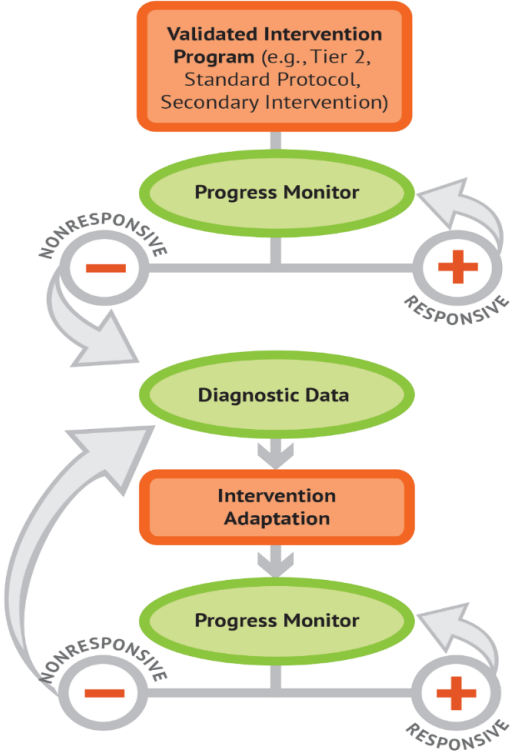 Validated Intervention
Program (e.g., Tier 2,
Standard Protocol,
Secondary Intervention)
Progress Monitor
NONRESPONSIVE
RESPONSIVE
Diagnostic Data
Intervention
Adaptation
Progress Monitor
NONRESPONSIVE
RESPONSIVE